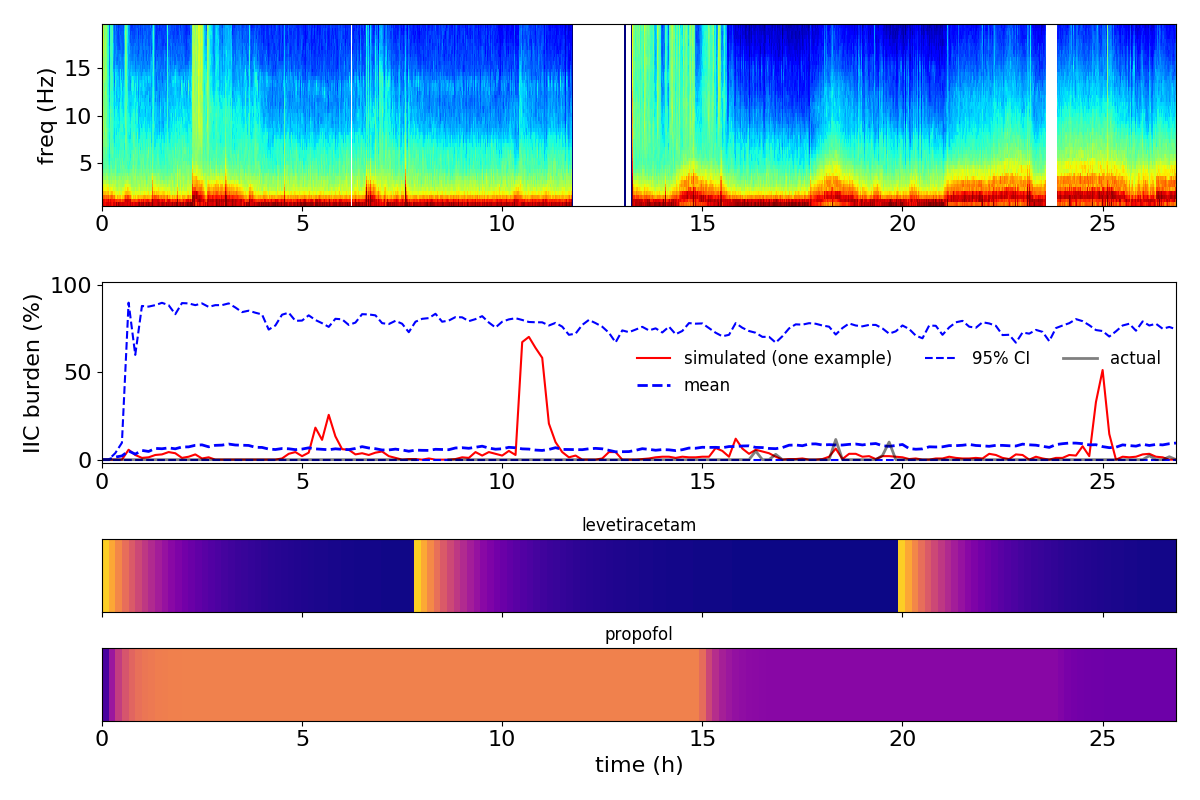 freq (Hz)
15
10
5
0 5 10 15 20 25
IIC burden (%)
100
50
0
simulated (one example) 95% CI actual
mean
0 5 10 15 20 25
levetiracetam
propofol
0 5 10 15 20 25
time (h)